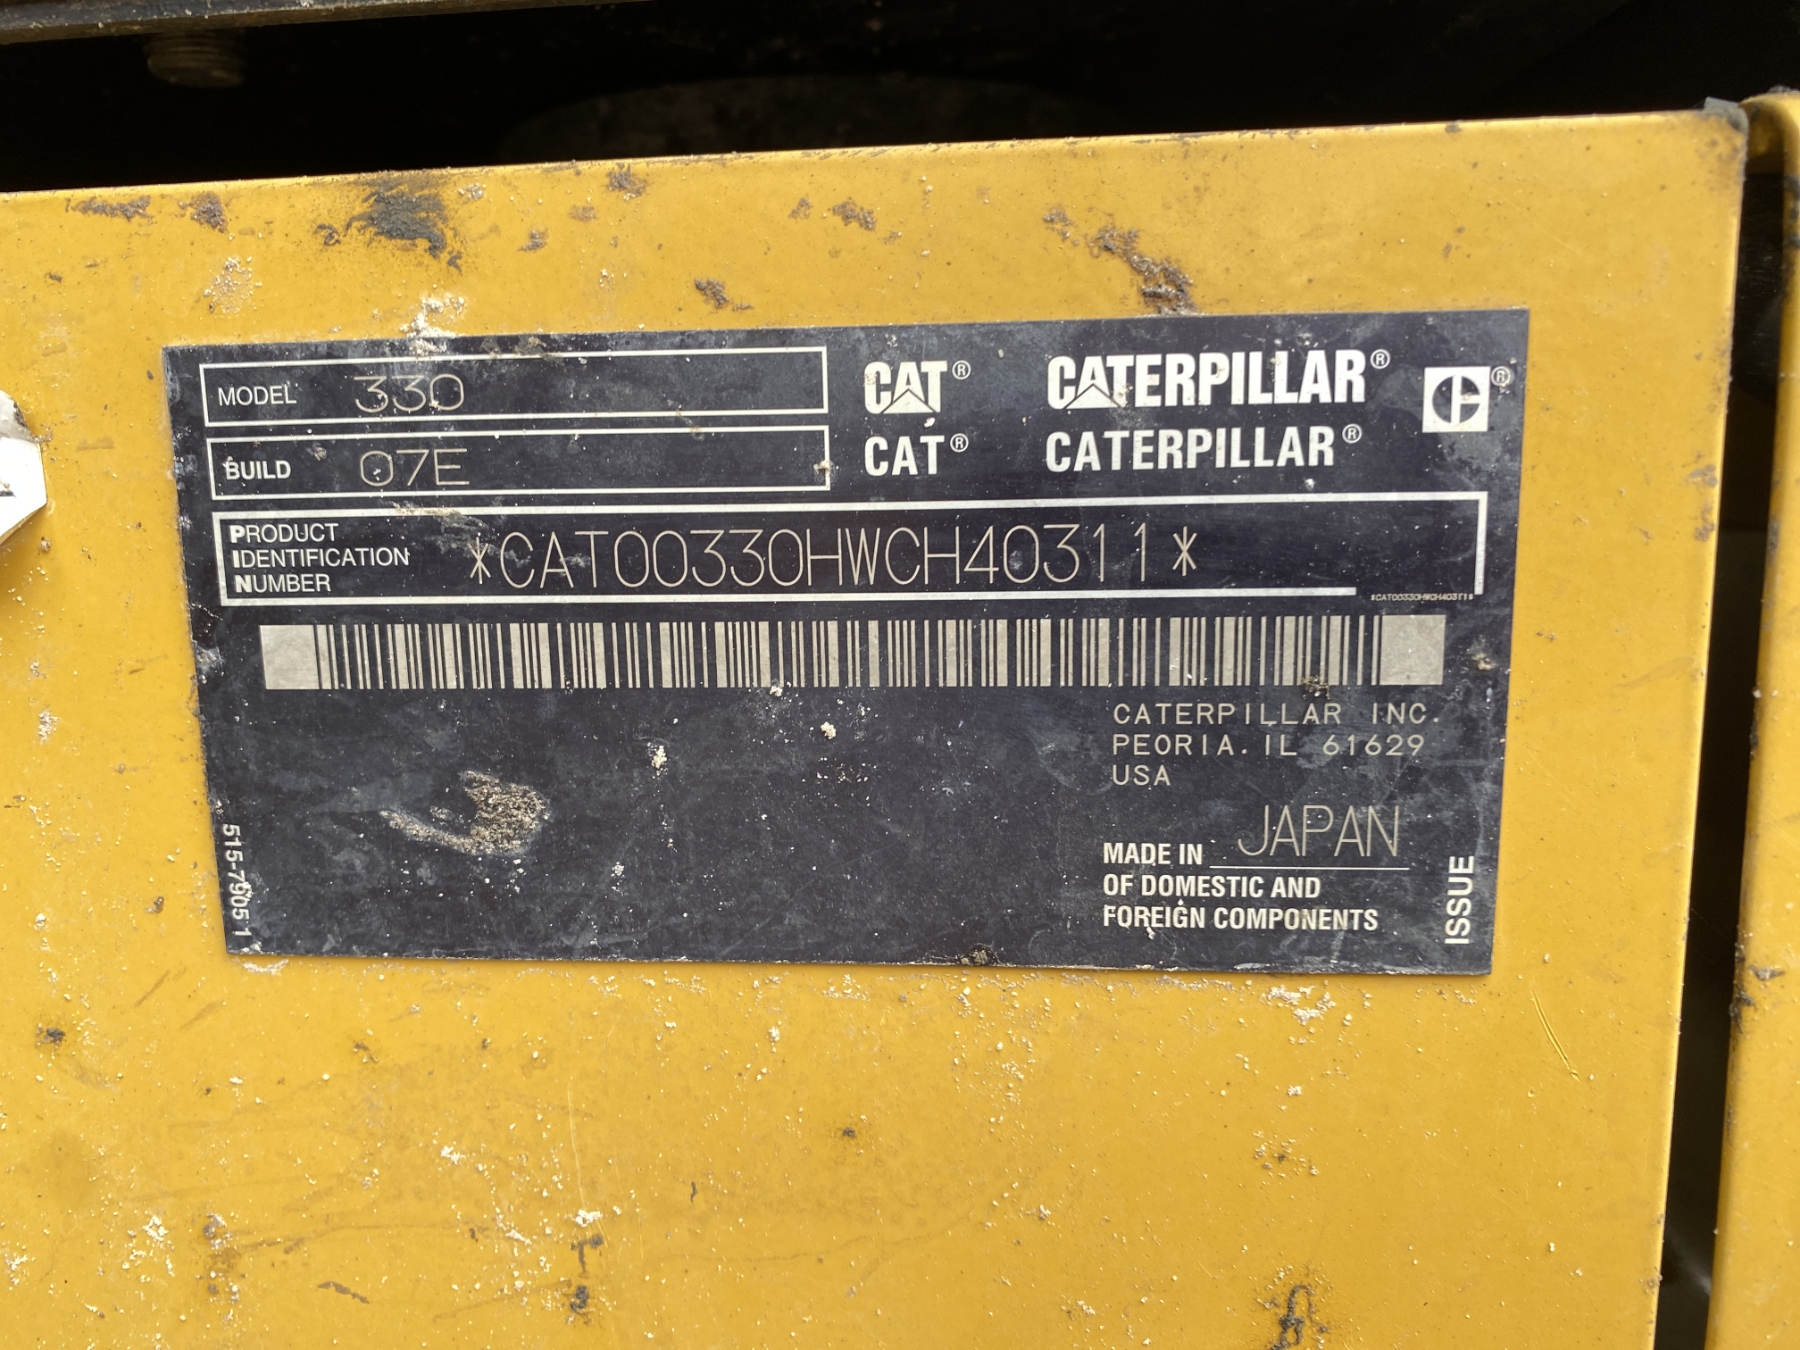 MODEL 330
CAT® CATERPILLAR® ®
BUILD 07E
CAT® CATERPILLAR®
PRODUCT
IDENTIFICATION
NUMBER
*CAT00330HWCH40311*
*CAT00330HWCH40311*
CATERPILLAR INC.
PEORIA. IL 61629
USA
MADE IN JAPAN
OF DOMESTIC AND
FOREIGN COMPONENTS
ISSUE
515-7905 1